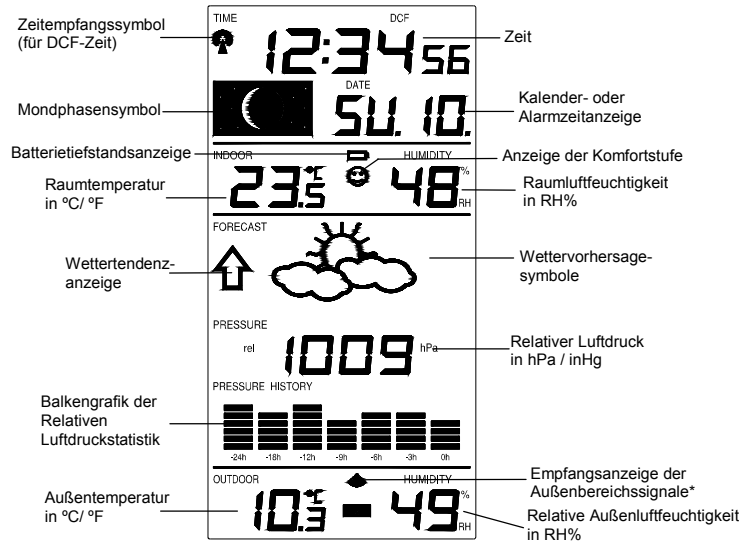 TIME
DCF
Zeitempfangssymbol
(für DCF-Zeit)
12:34 56
Zeit
Mondphasensymbol
DATE
SU. 10.
Kalender- oder
Alarmzeitanzeige
Batterietiefstandsanzeige
INDOOR
HUMIDITY
Anzeige der Komfortstufe
Raumtemperatur
in ºC/ ºF
23.5 °C
48 % RH
Raumluftfeuchtigkeit
in RH%
FORECAST
Wettertendenz-
anzeige
Wettervorhersage-
symbole
PRESSURE
rel 1009 hPa
Relativer Luftdruck
in hPa / inHg
PRESSURE HISTORY
Balkengrafik der
Relativen
Luftdruckstatistik
-24h -18h -12h -9h -6h -3h 0h
OUTDOOR
HUMIDITY
Empfangsanzeige der
Außenbereichssignale*
Außentemperatur
in ºC/ ºF
10.3 °C
49 % RH
Relative Außenluftfeuchtigkeit
in RH%